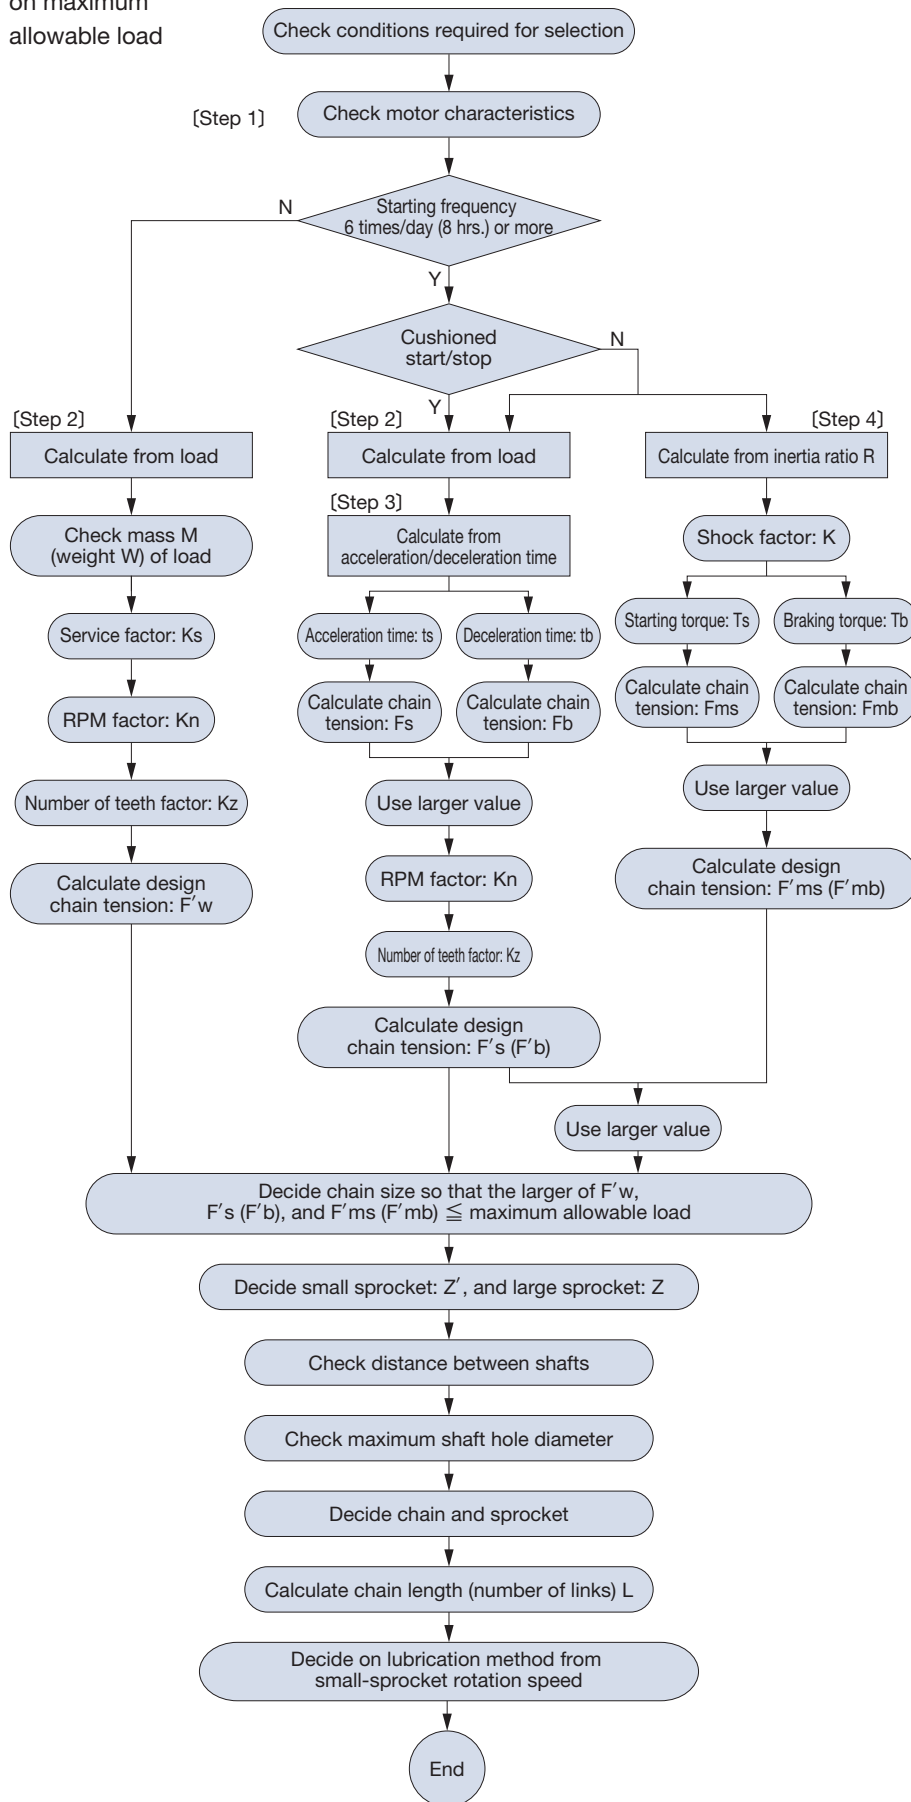 on maximum
allowable load
Check conditions required for selection
〔Step 1〕
Check motor characteristics
N
Starting frequency
6 times/day (8 hrs.) or more
Y
Cushioned
start/stop
N
Y
〔Step 2〕
Calculate from load
Check mass M
(weight W) of load
Service factor: Ks
RPM factor: Kn
Number of teeth factor: Kz
Calculate design
chain tension: F′w
〔Step 2〕
Calculate from load
〔Step 3〕
Calculate from
acceleration/deceleration time
Acceleration time: ts
Deceleration time: tb
Calculate chain
tension: Fs
Calculate chain
tension: Fb
Use larger value
RPM factor: Kn
Number of teeth factor: Kz
Calculate design
chain tension: F′s (F′b)
〔Step 4〕
Calculate from inertia ratio R
Shock factor: K
Starting torque: Ts
Braking torque: Tb
Calculate chain
tension: Fms
Calculate chain
tension: Fmb
Use larger value
Calculate design
chain tension: F′ms (F′mb)
Use larger value
Decide chain size so that the larger of F′w,
F′s (F′b), and F′ms (F′mb) ≦ maximum allowable load
Decide small sprocket: Z′, and large sprocket: Z
Check distance between shafts
Check maximum shaft hole diameter
Decide chain and sprocket
Calculate chain length (number of links) L
Decide on lubrication method from
small-sprocket rotation speed
End